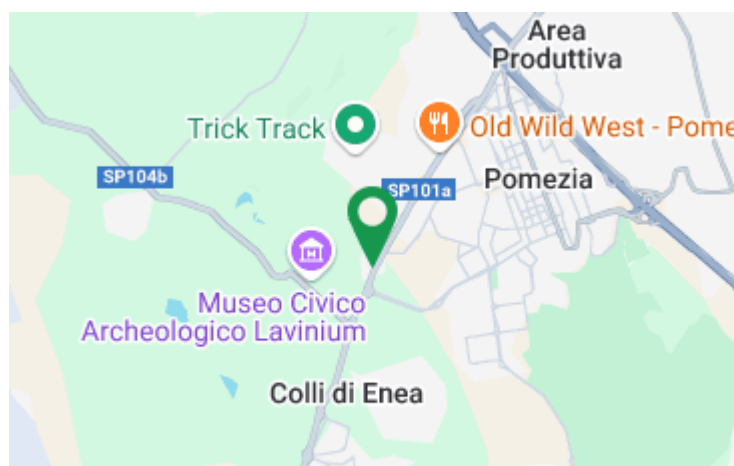 Area
Produttiva
Trick Track
Old Wild West - Pome
SP104b
SP101a
Pomezia
Museo Civico
Archeologico Lavinium
Colli di Enea